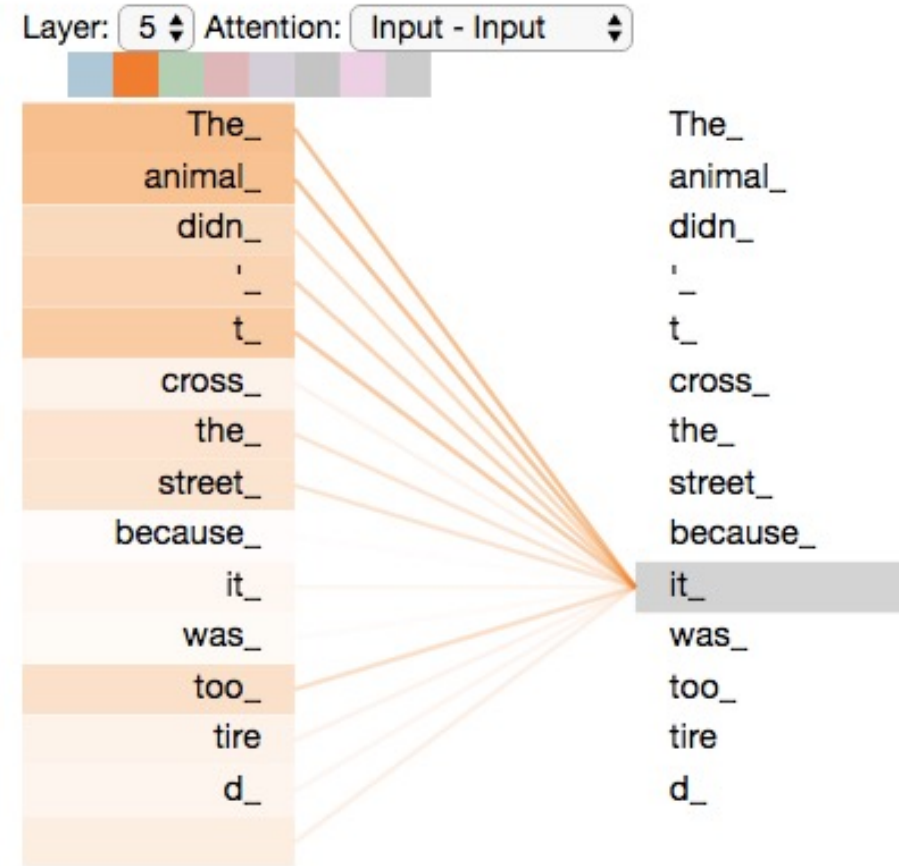 Layer: 5 Attention: Input - Input
The_ The_
animal_ animal_
didn_ didn_
'_ '_
t_ t_
cross_ cross_
the_ the_
street_ street_
because_ because_
it_ it_
was_ was_
too_ too_
tire tire
d_ d_